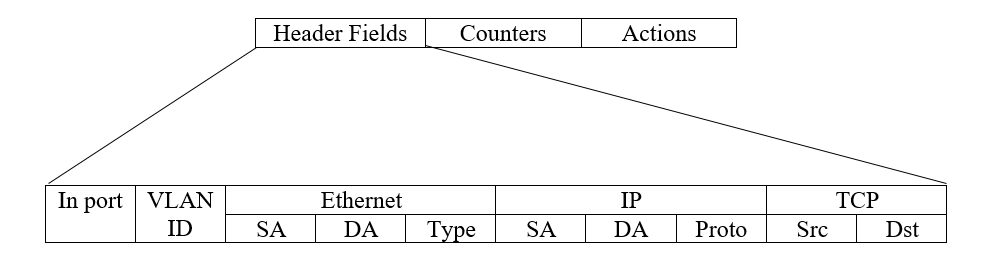 Header Fields Counters Actions
In port VLAN ID Ethernet IP TCP
SA DA Type SA DA Proto Src Dst